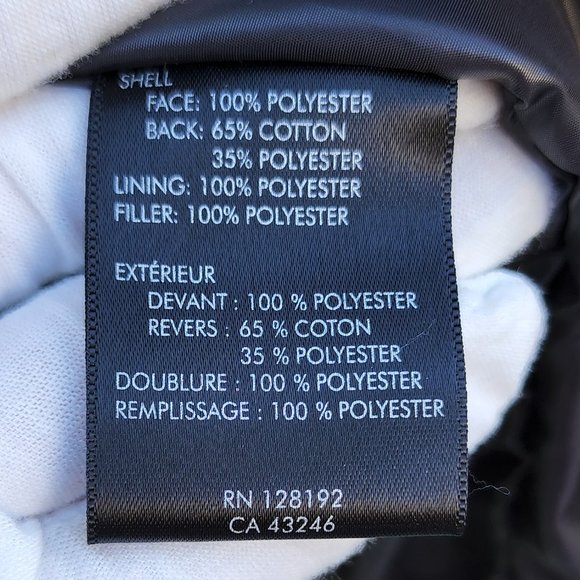 SHELL
FACE: 100% POLYESTER
BACK: 65% COTTON
35% POLYESTER
LINING: 100% POLYESTER
FILLER: 100% POLYESTER
EXTÉRIEUR
DEVANT : 100 % POLYESTER
REVERS : 65 % COTON
35 % POLYESTER
DOUBLURE : 100 % POLYESTER
REMPLISSAGE : 100 % POLYESTER
RN 128192
CA 43246